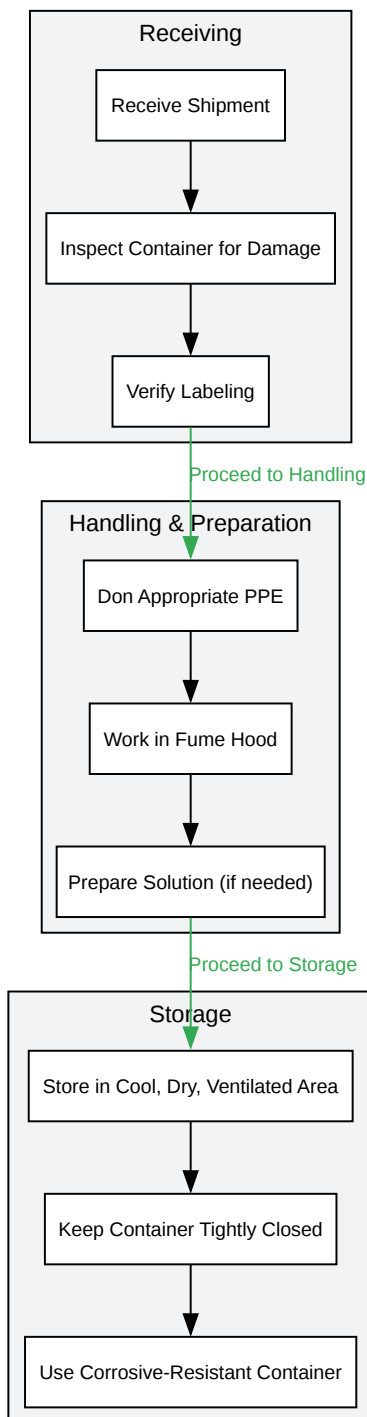 Receiving
Receive Shipment
Inspect Container for Damage
Verify Labeling
Proceed to Handling
Handling & Preparation
Don Appropriate PPE
Work in Fume Hood
Prepare Solution (if needed)
Proceed to Storage
Storage
Store in Cool, Dry, Ventilated Area
Keep Container Tightly Closed
Use Corrosive-Resistant Container